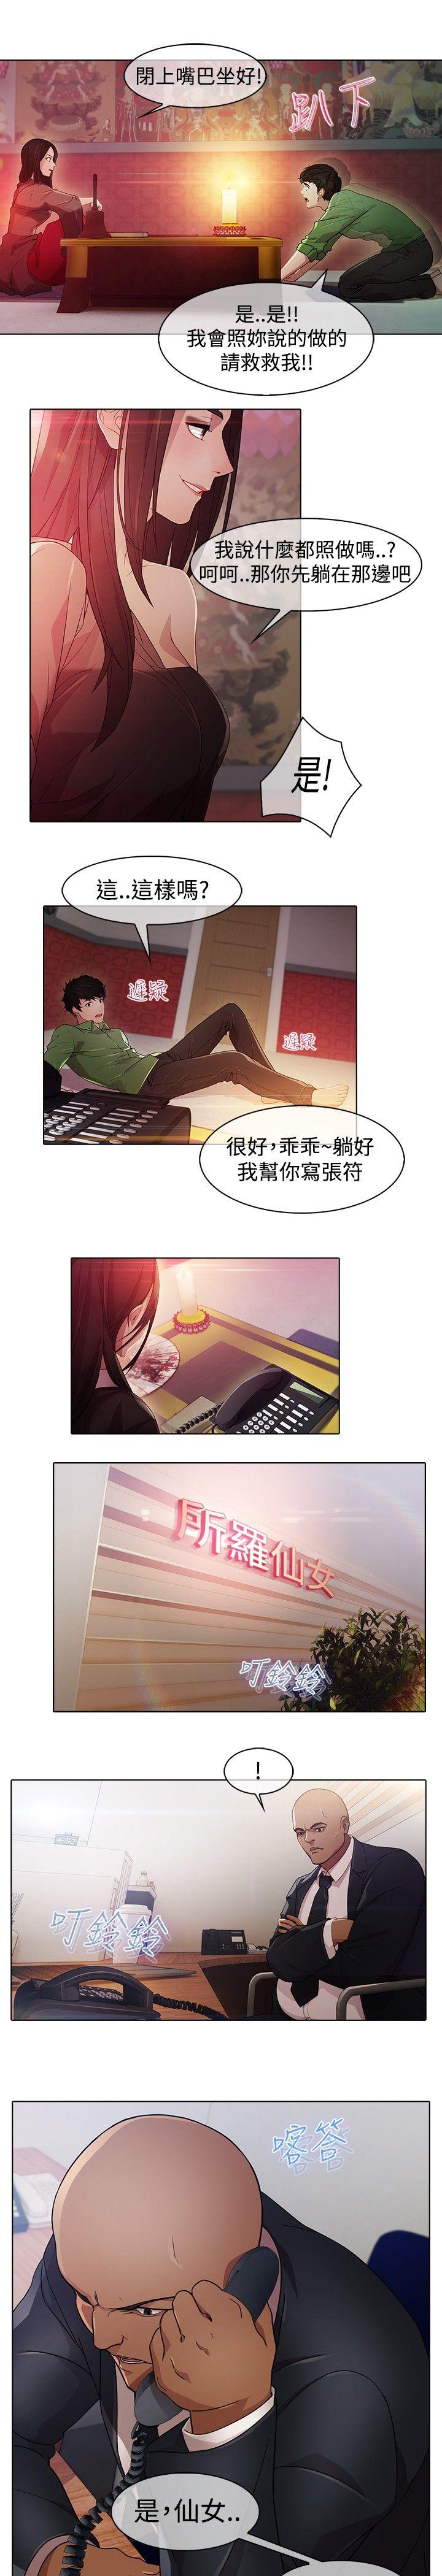 閉上嘴巴坐好!
趴下
是..是!!
我會照妳說的做的
請救救我!!
我說什麼都照做嗎..?
呵呵..那你先躺在那邊吧
是!
這..這樣嗎?
遲疑
遲疑
很好,乖乖~躺好
我幫你寫張符
所羅仙女
叮鈴鈴
!
叮鈴鈴
喀答
是,仙女..